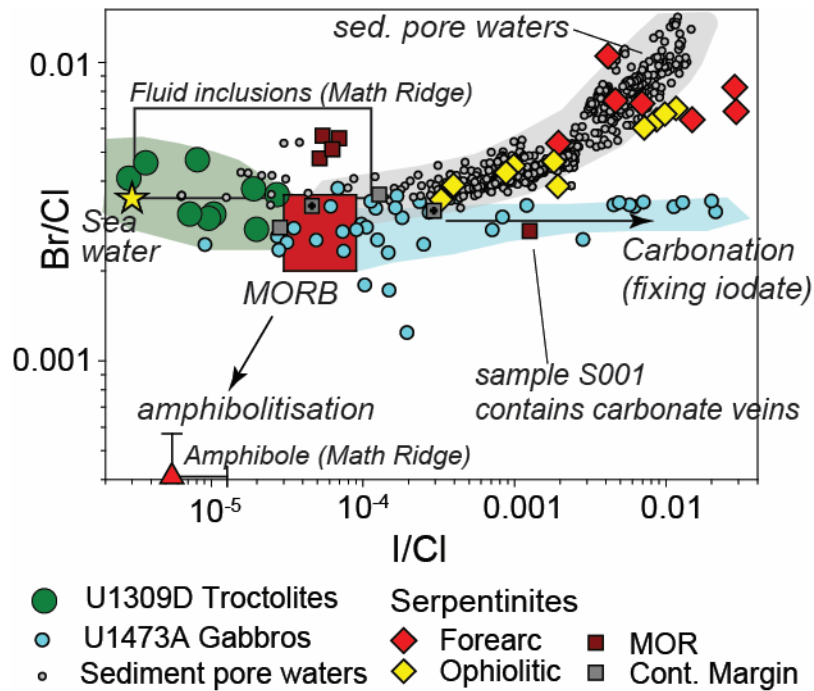 sed. pore waters
0.01
Fluid inclusions (Math Ridge)
Br/Cl
Sea
water
MORB
Carbonation
(fixing iodate)
0.001
sample S001
contains carbonate veins
amphibolitisation
Amphibole (Math Ridge)
10-5
10-4
0.001
0.01
I/Cl
U1309D Troctolites
Serpentinites
U1473A Gabbros
Forearc
MOR
Sediment pore waters
Ophiolitic
Cont. Margin